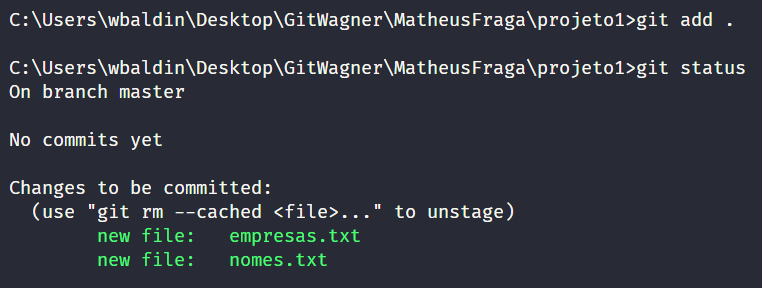 C:\Users\wbaldin\Desktop\GitWagner\MatheusFraga\projeto1>git add .
C:\Users\wbaldin\Desktop\GitWagner\MatheusFraga\projeto1>git status
On branch master
No commits yet
Changes to be committed:
  (use "git rm --cached <file>..." to unstage)
        new file:   empresas.txt
        new file:   nomes.txt